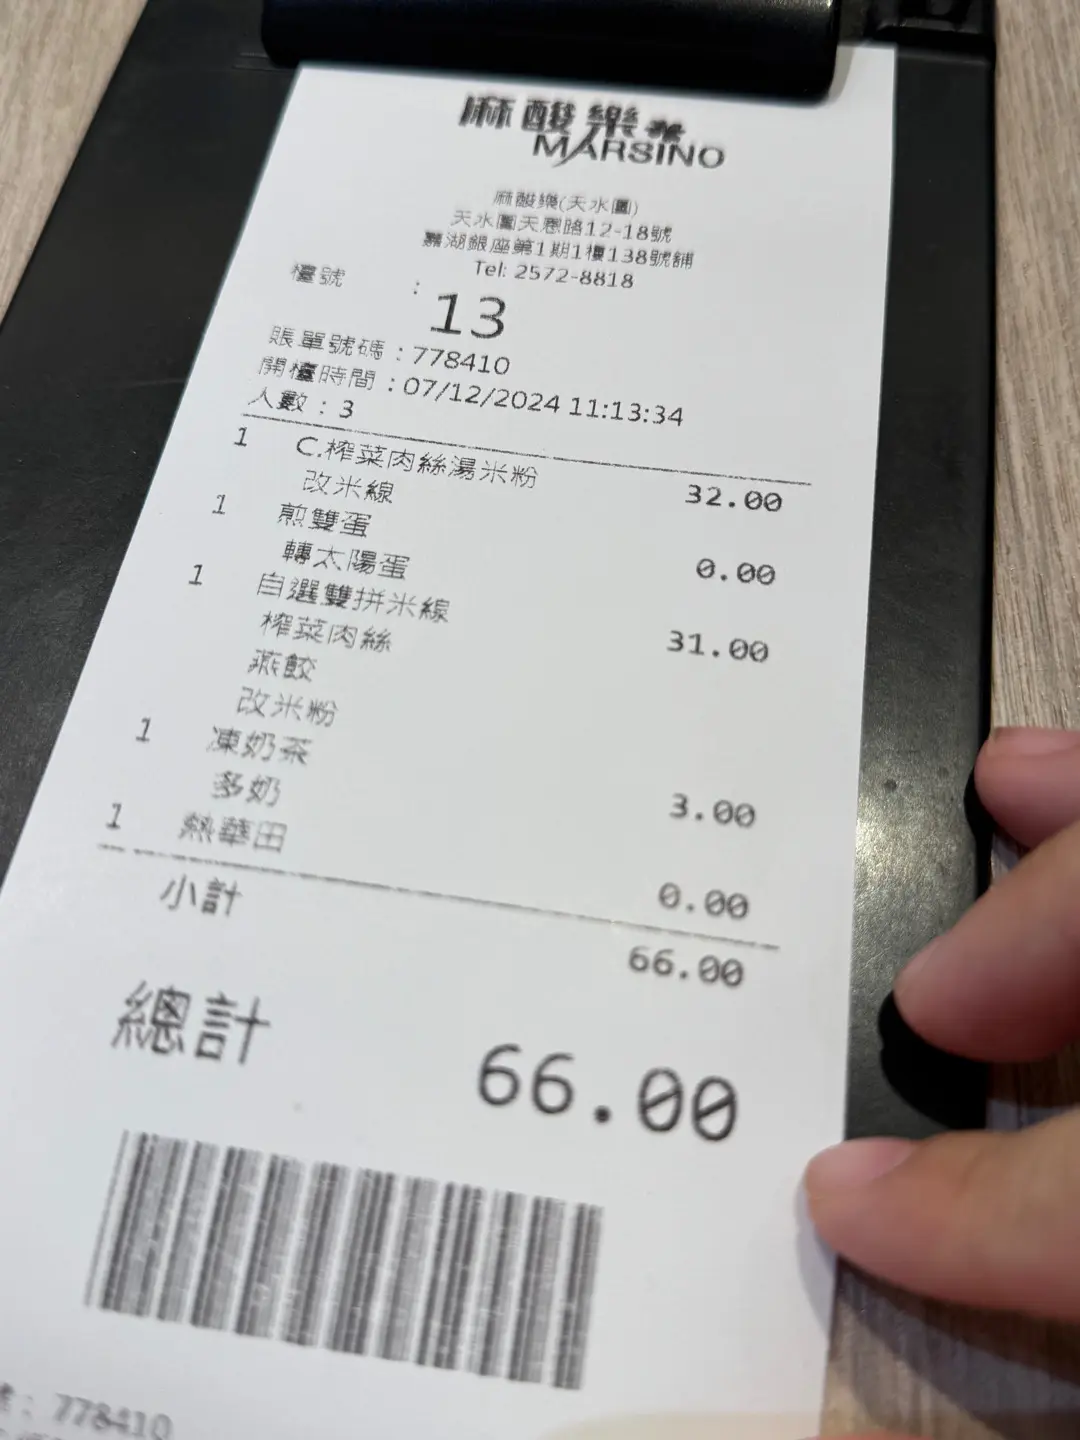 麻酸樂
MARSINO
麻酸樂(天水圍)
天水圍天恩路12-18號
嘉湖銀座第1期1樓138號舖
Tel: 2572-8818
檯號 : 13
賬單號碼 : 778410
開檯時間 : 07/12/2024 11:13:34
人數 : 3
1 C.榨菜肉絲湯米粉 32.00
改米線
1 煎雙蛋 0.00
轉太陽蛋
1 自選雙拼米線 31.00
榨菜肉絲
燕餃
改米粉
1 凍奶茶 3.00
多奶
1 熱華田 0.00
小計 66.00
總計 66.00
: 778410